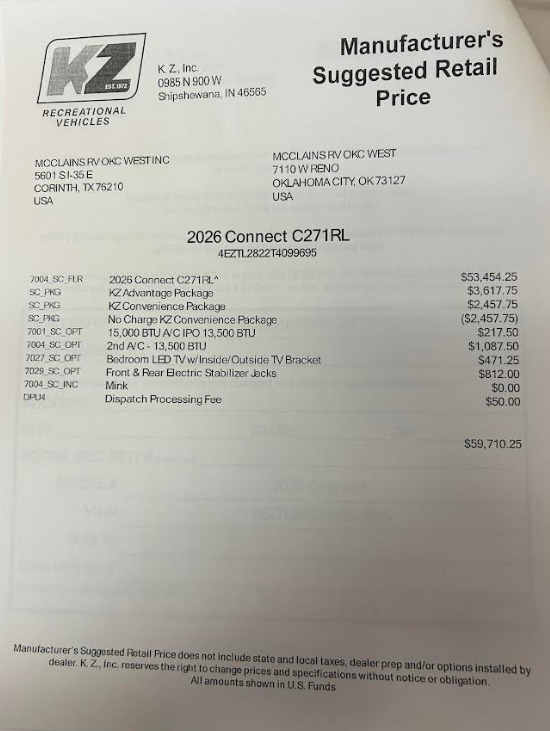 KZ
EST. 1972
RECREATIONAL
VEHICLES
K. Z., Inc.
0985 N 900 W
Shipshewana, IN 46565
Manufacturer's
Suggested Retail
Price
MCCLAINS RV OKC WEST INC
5601 S I-35 E
CORINTH, TX 76210
USA
MCCLAINS RV OKC WEST
7110 W RENO
OKLAHOMA CITY, OK 73127
USA
2026 Connect C271RL
4EZTL2822T4099695
7004_SC_FLR 2026 Connect C271RL^ $53,454.25
SC_PKG KZ Advantage Package $3,617.75
SC_PKG KZ Convenience Package $2,457.75
SC_PKG No Charge KZ Convenience Package ($2,457.75)
7001_SC_OPT 15,000 BTU A/C IPO 13,500 BTU $217.50
7004_SC_OPT 2nd A/C - 13,500 BTU $1,087.50
7027_SC_OPT Bedroom LED TV w/Inside/Outside TV Bracket $471.25
7029_SC_OPT Front & Rear Electric Stabilizer Jacks $812.00
7004_SC_INC Mink $0.00
DPU4 Dispatch Processing Fee $50.00
$59,710.25
Manufacturer's Suggested Retail Price does not include state and local taxes, dealer prep and/or options installed by
dealer. K. Z., Inc. reserves the right to change prices and specifications without notice or obligation.
All amounts shown in U.S. Funds